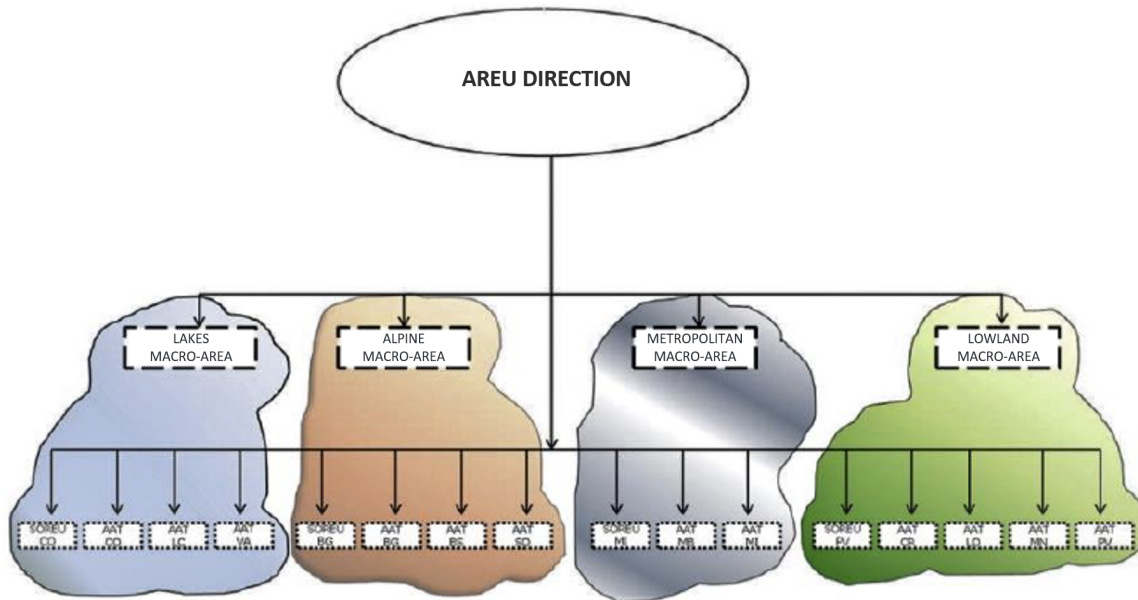 AREU DIRECTION
LAKES
MACRO-AREA
ALPINE
MACRO-AREA
METROPOLITAN
MACRO-AREA
LOWLAND
MACRO-AREA
SOREU
CO
AAT
CO
AAT
LC
AAT
VA
SOREU
BG
AAT
BG
AAT
BS
AAT
SO
SOREU
MI
AAT
MB
AAT
MI
SOREU
PV
AAT
CR
AAT
LO
AAT
MN
AAT
PV